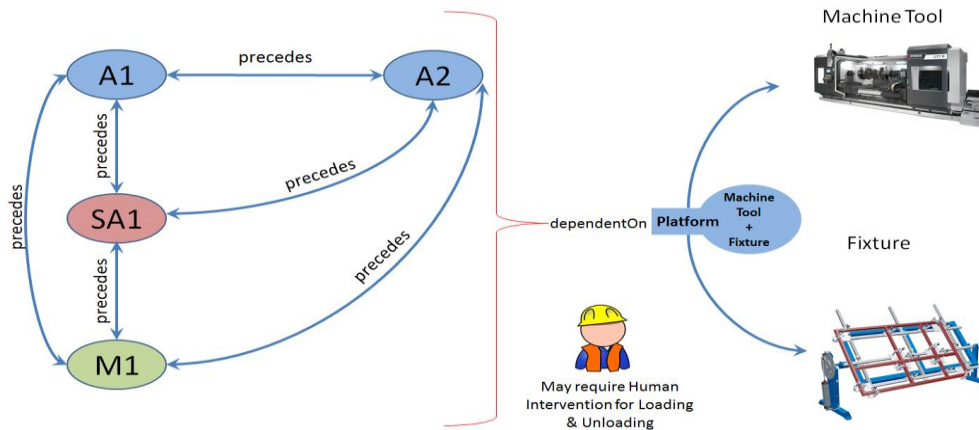 Machine Tool
A1
precedes
A2
precedes
precedes
precedes
SA1
precedes
precedes
M1
dependentOn
Platform
Machine
Tool
+
Fixture
Fixture
May require Human
Intervention for Loading
& Unloading